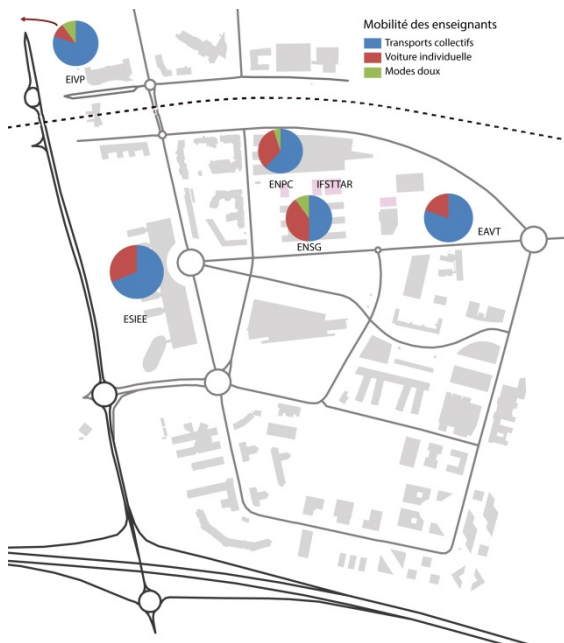 Mobilité des enseignants
Transports collectifs
Voiture individuelle
Modes doux
EIVP
ENPC IFSTTAR
ENSG
EAVT
ESIEE